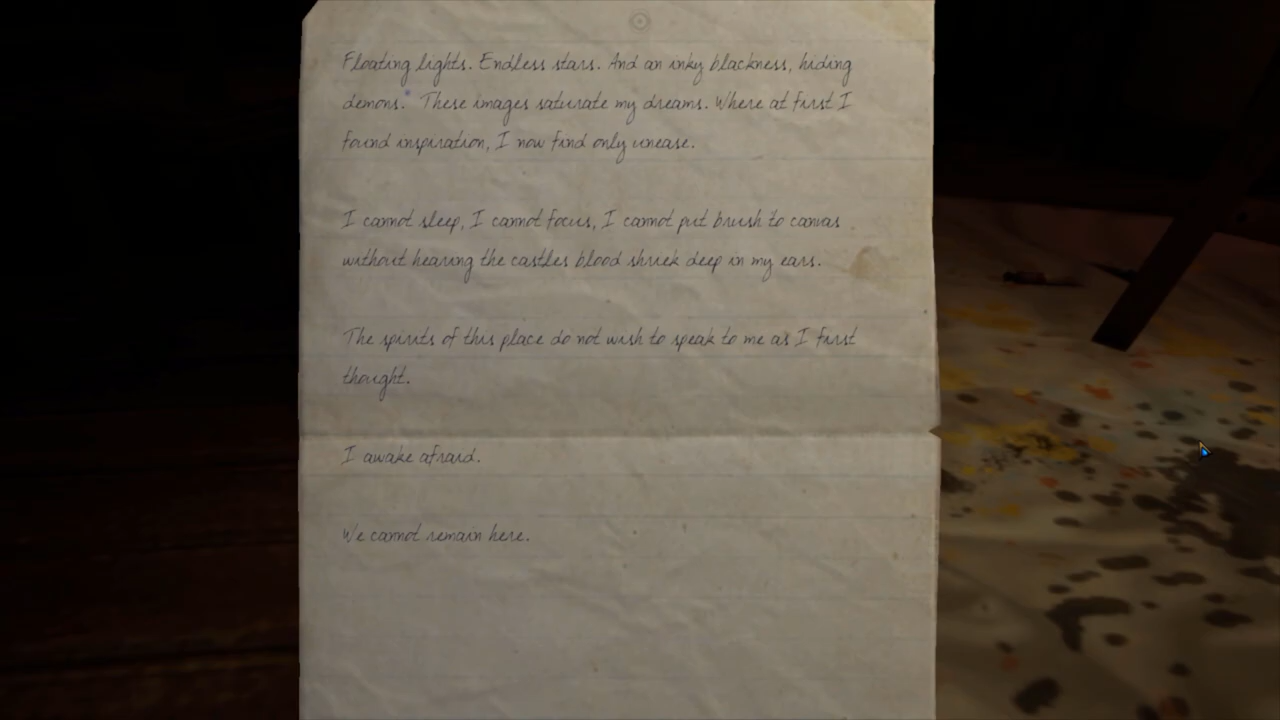 Floating lights. Endless stars. And an inky blackness, hiding
demons. These images saturate my dreams. Where at first I
found inspiration, I now find only unease.
I cannot sleep, I cannot focus, I cannot put brush to canvas
without hearing the castles blood shriek deep in my ears.
The spirits of this place do not wish to speak to me as I first
thought.
I awake afraid.
We cannot remain here.